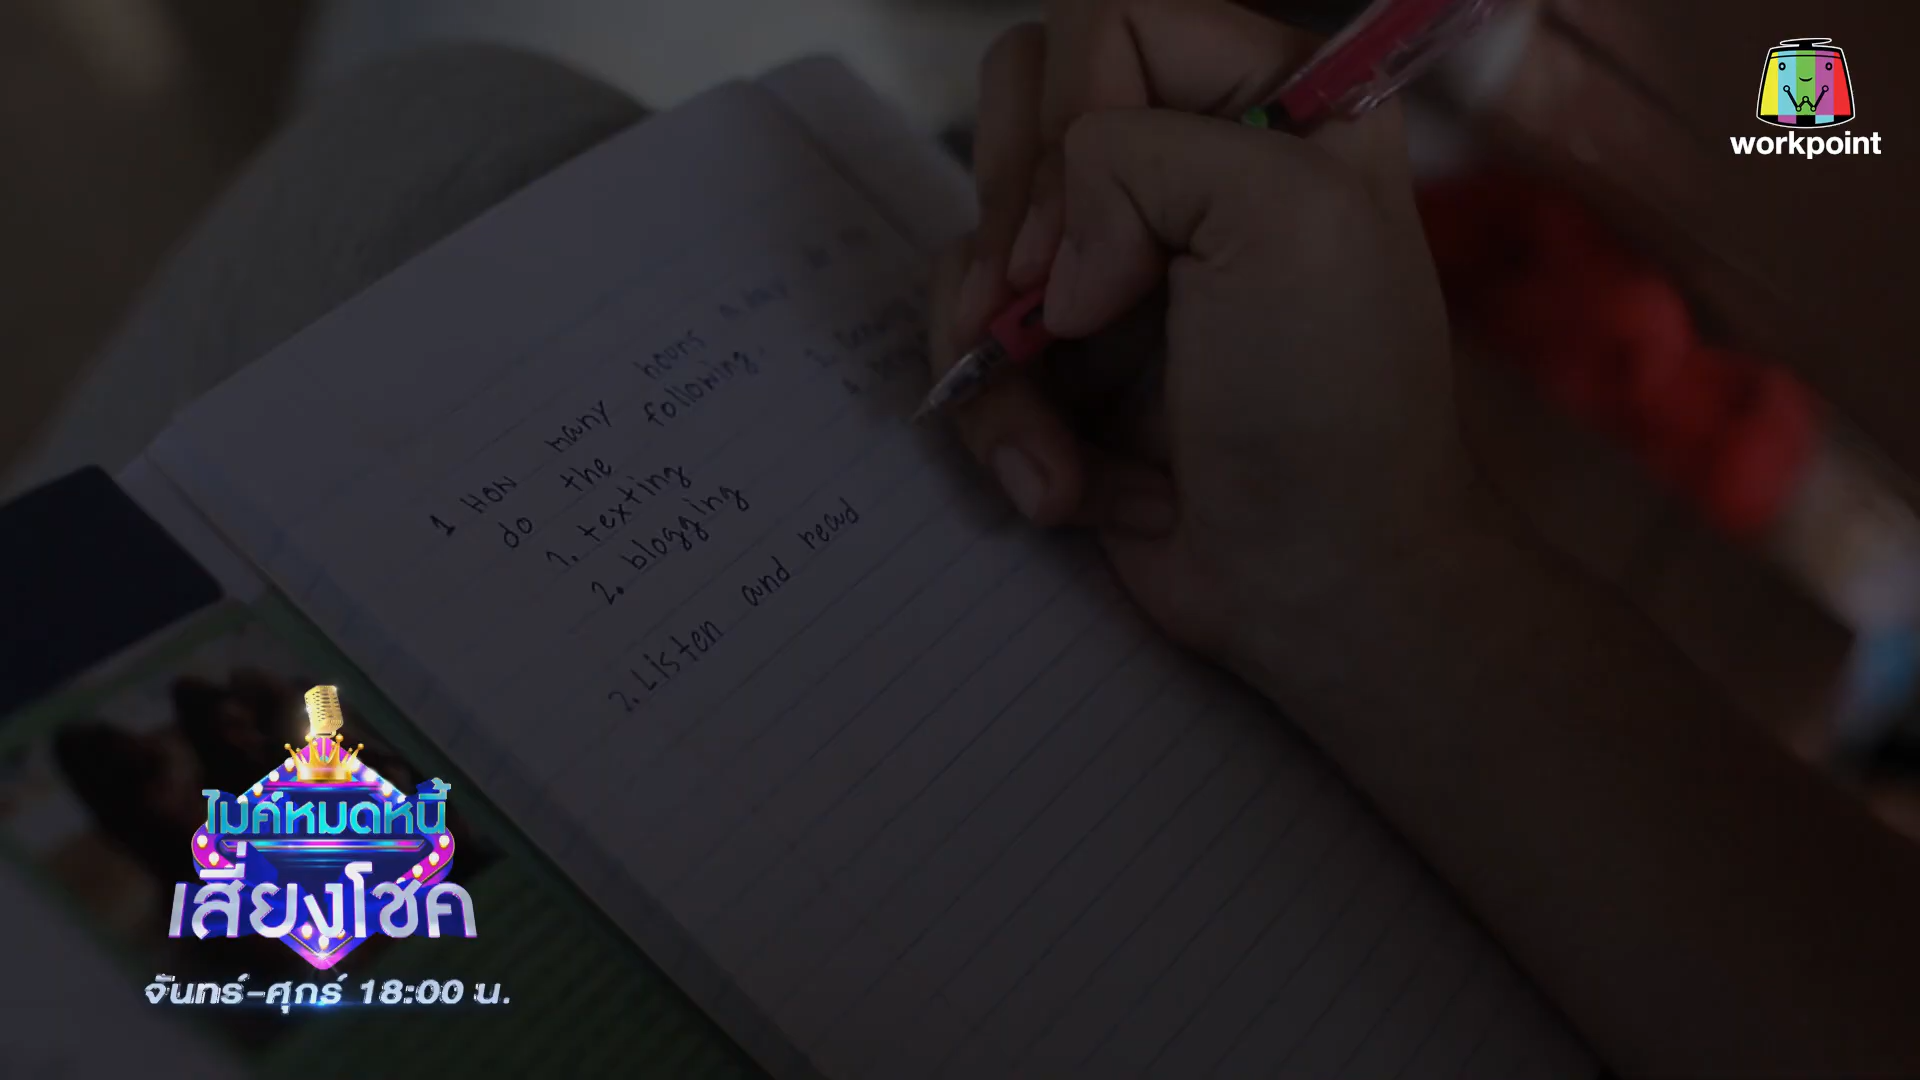 workpoint
1 How many hours a day
do the following.
1. texting
2. blogging
2. Listen and read
ไมค์หมดหนี้
เสี่ยงโชค
จันทร์-ศุกร์ 18:00 น.